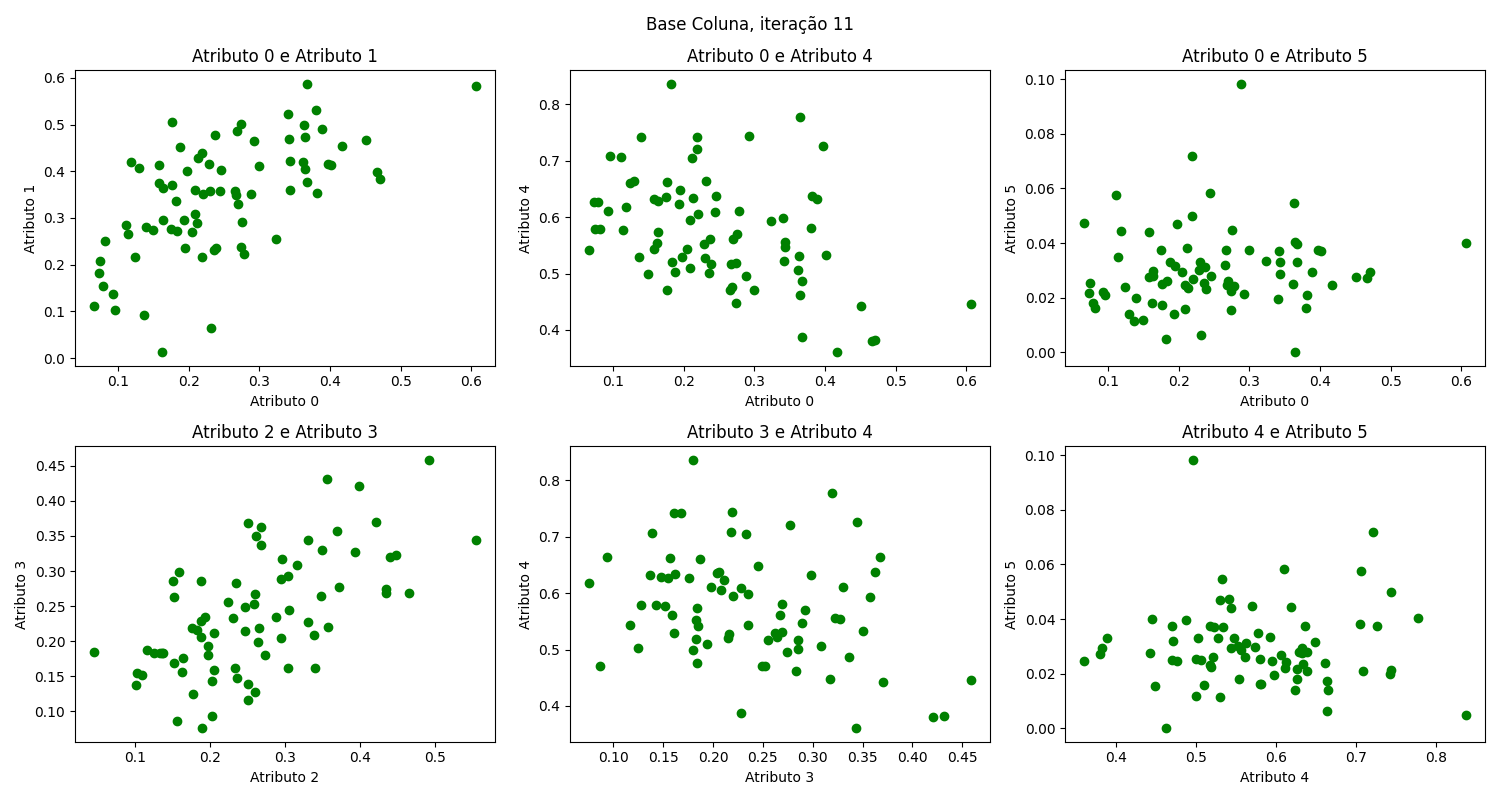 Base Coluna, iteração 11
Atributo 0 e Atributo 1
Atributo 0 e Atributo 4
Atributo 0 e Atributo 5
0.6
0.5
0.4
0.3
0.2
0.1
0.0
Atributo 1
0.1 0.2 0.3 0.4 0.5 0.6
Atributo 0
0.8
0.7
0.6
0.5
0.4
Atributo 4
0.1 0.2 0.3 0.4 0.5 0.6
Atributo 0
0.10
0.08
0.06
0.04
0.02
0.00
Atributo 5
0.1 0.2 0.3 0.4 0.5 0.6
Atributo 0
Atributo 2 e Atributo 3
Atributo 3 e Atributo 4
Atributo 4 e Atributo 5
0.45
0.40
0.35
0.30
0.25
0.20
0.15
0.10
Atributo 3
0.1 0.2 0.3 0.4 0.5
Atributo 2
0.8
0.7
0.6
0.5
0.4
Atributo 4
0.10 0.15 0.20 0.25 0.30 0.35 0.40 0.45
Atributo 3
0.10
0.08
0.06
0.04
0.02
0.00
Atributo 5
0.4 0.5 0.6 0.7 0.8
Atributo 4